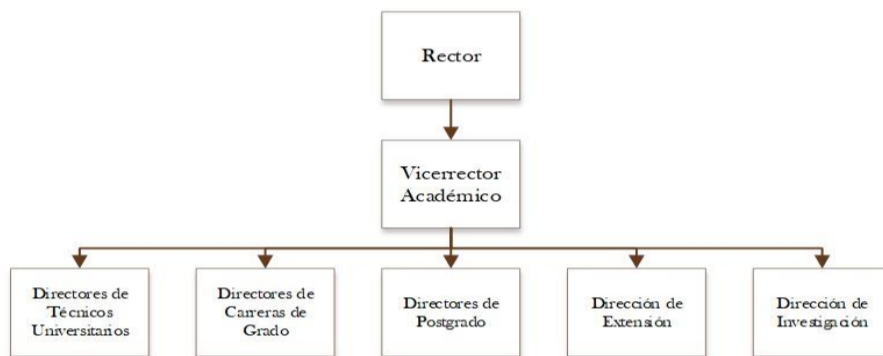 Rector
Vicerrector
Académico
Directores de
Técnicos
Universitarios
Directores de
Carreras de
Grado
Directores de
Postgrado
Dirección de
Extensión
Dirección de
Investigación